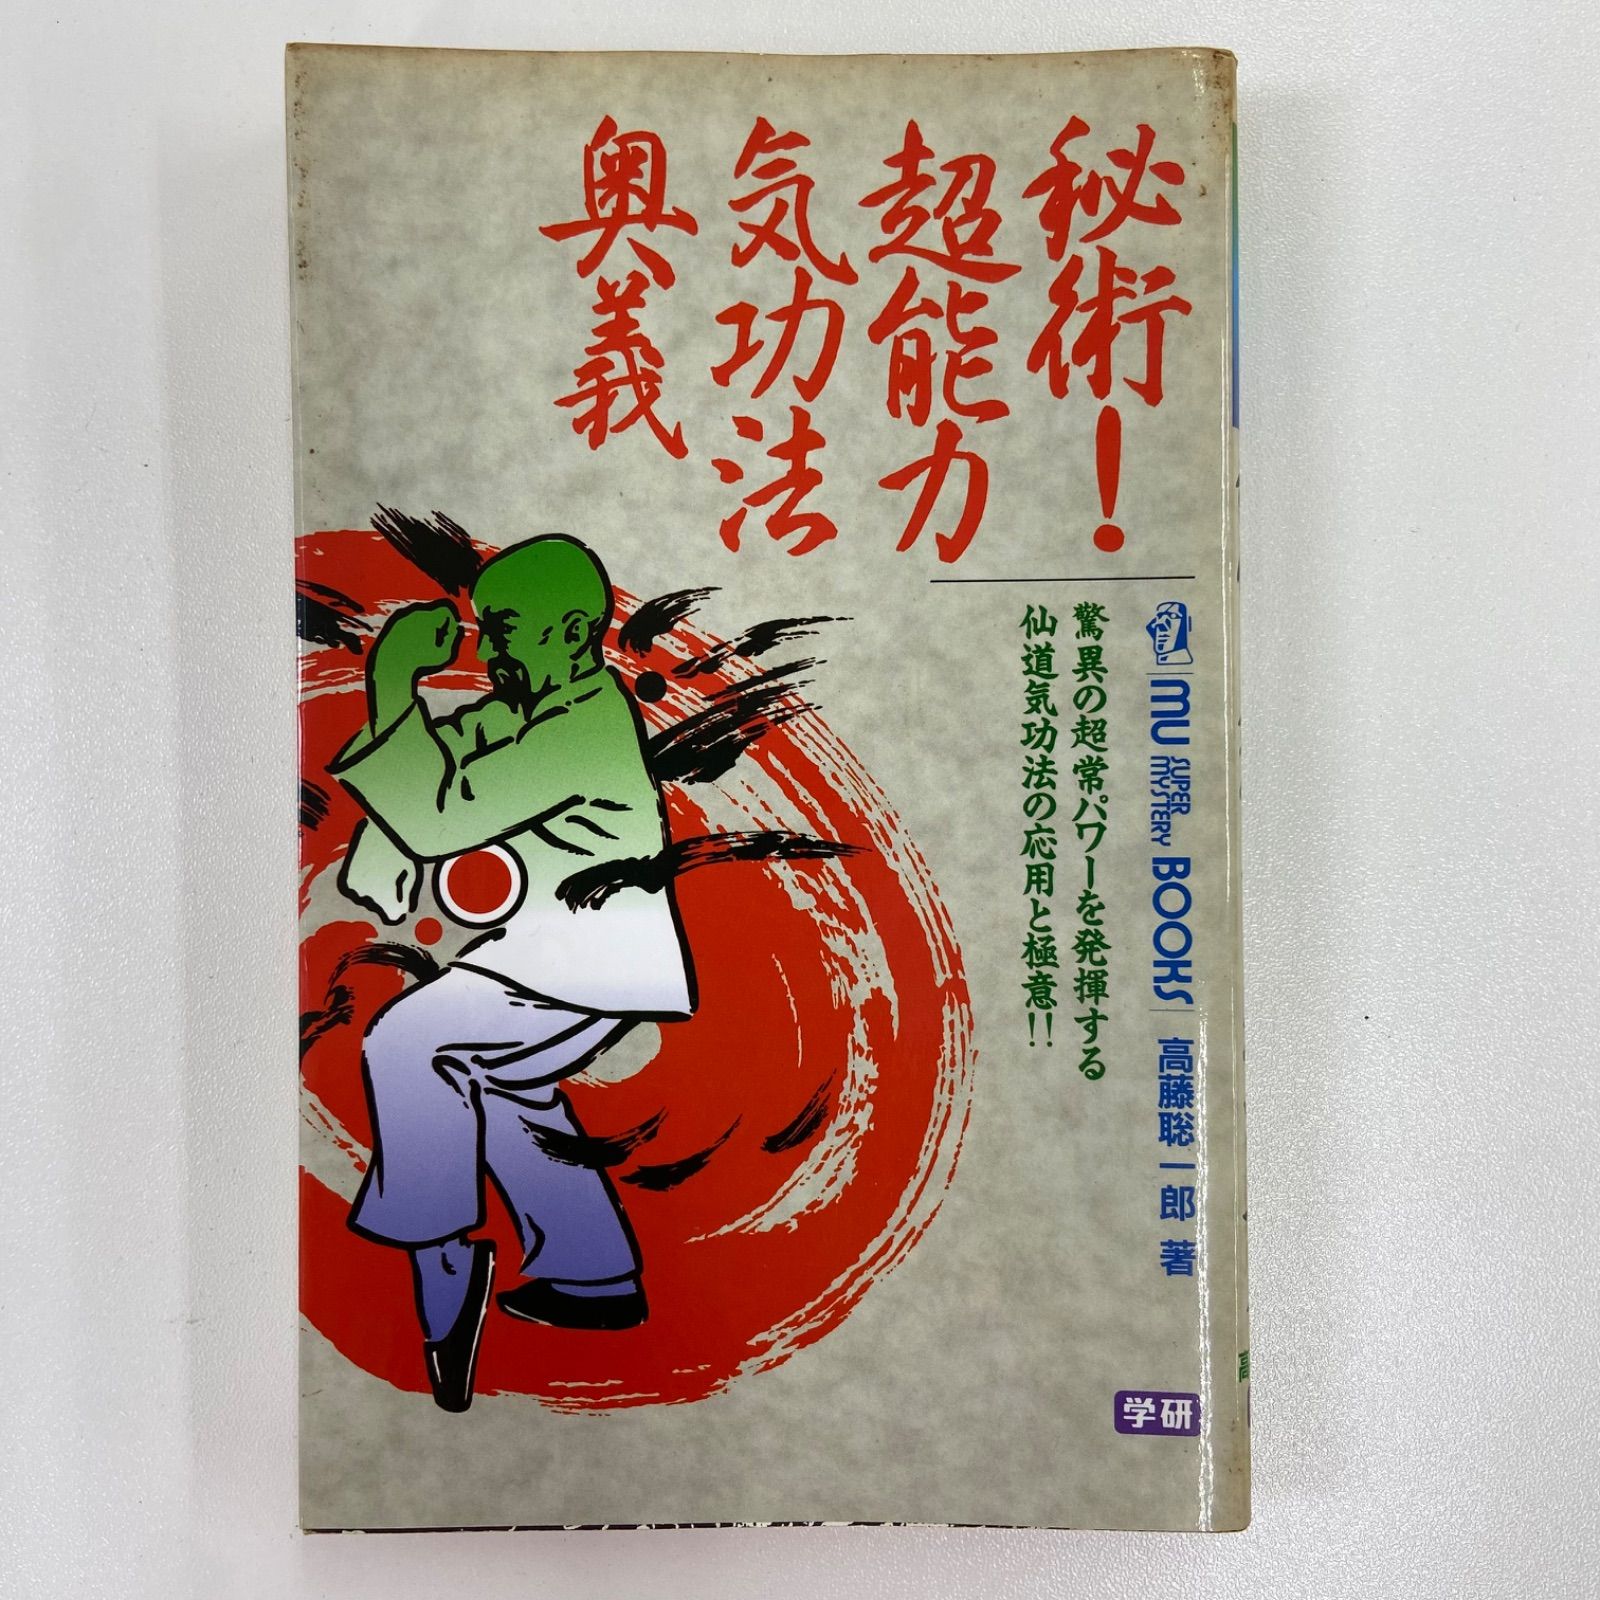 秘術！
超能力
気功法
奥義
驚異の超常パワーを発揮する
仙道気功法の応用と極意!!
MU SUPER MYSTERY BOOKS
高藤聡一郎 著
学研